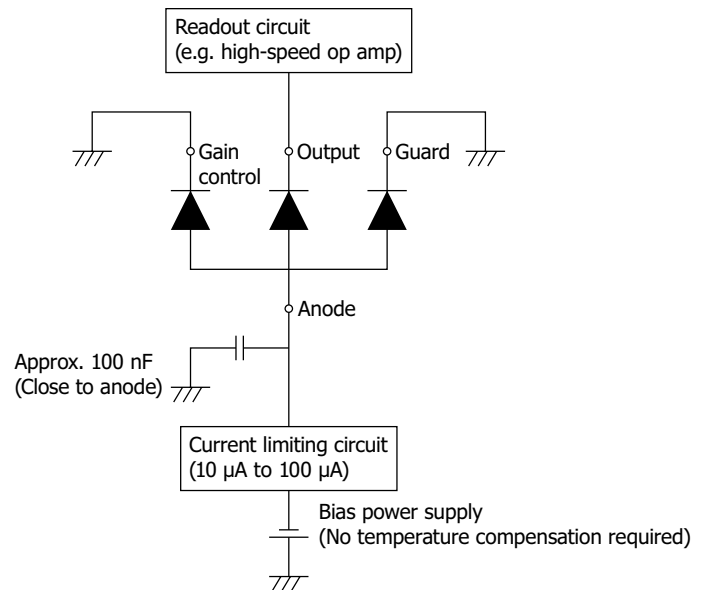 Readout circuit
(e.g. high-speed op amp)
Gain
control
Output
Guard
Anode
Approx. 100 nF
(Close to anode)
Current limiting circuit
(10 μA to 100 μA)
Bias power supply
(No temperature compensation required)